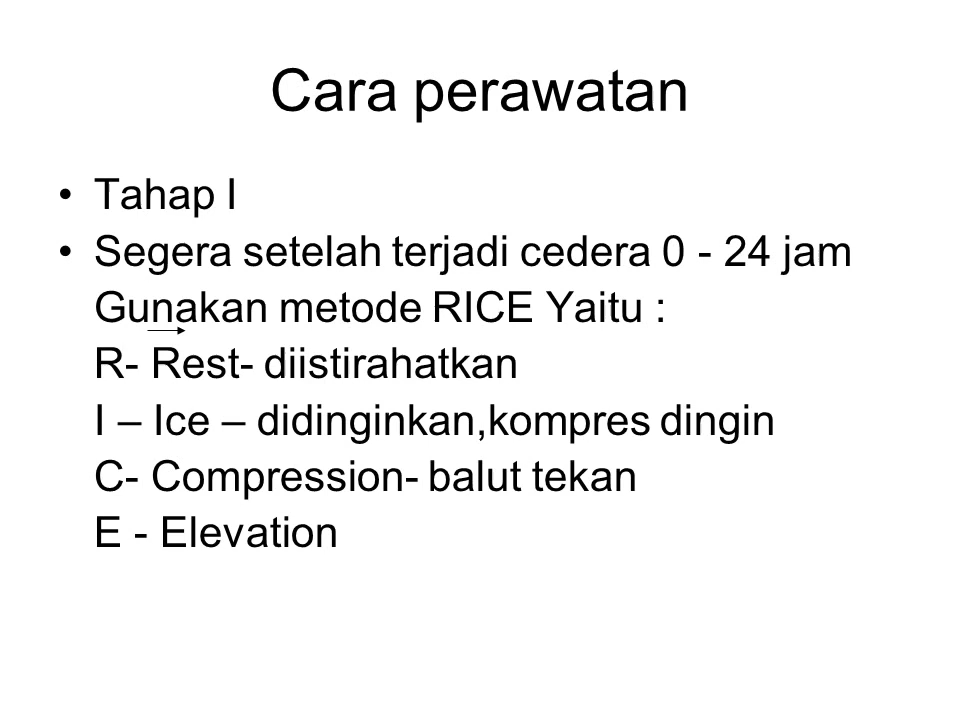 Cara perawatan
• Tahap I
• Segera setelah terjadi cedera 0 - 24 jam
Gunakan metode RICE Yaitu :
R- Rest- diistirahatkan
I – Ice – didinginkan,kompres dingin
C- Compression- balut tekan
E - Elevation